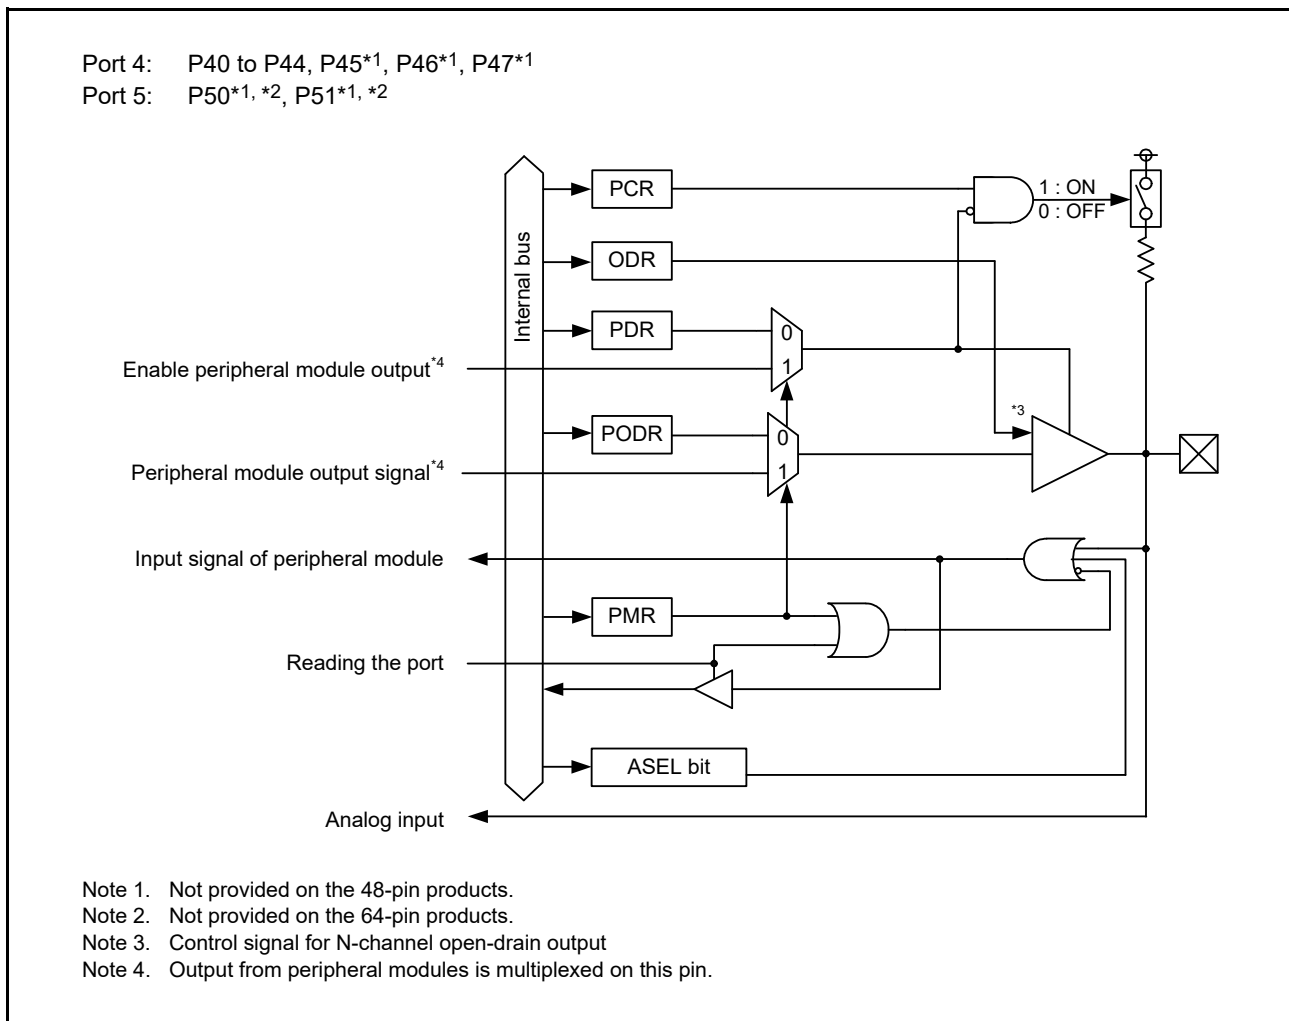 Port 4: P40 to P44, P45*1, P46*1, P47*1
Port 5: P50*1, *2, P51*1, *2
Internal bus
PCR
1 : ON
0 : OFF
ODR
PDR
0
1
Enable peripheral module output*4
PODR
0
1
*3
Peripheral module output signal*4
Input signal of peripheral module
PMR
Reading the port
ASEL bit
Analog input
Note 1. Not provided on the 48-pin products.
Note 2. Not provided on the 64-pin products.
Note 3. Control signal for N-channel open-drain output
Note 4. Output from peripheral modules is multiplexed on this pin.